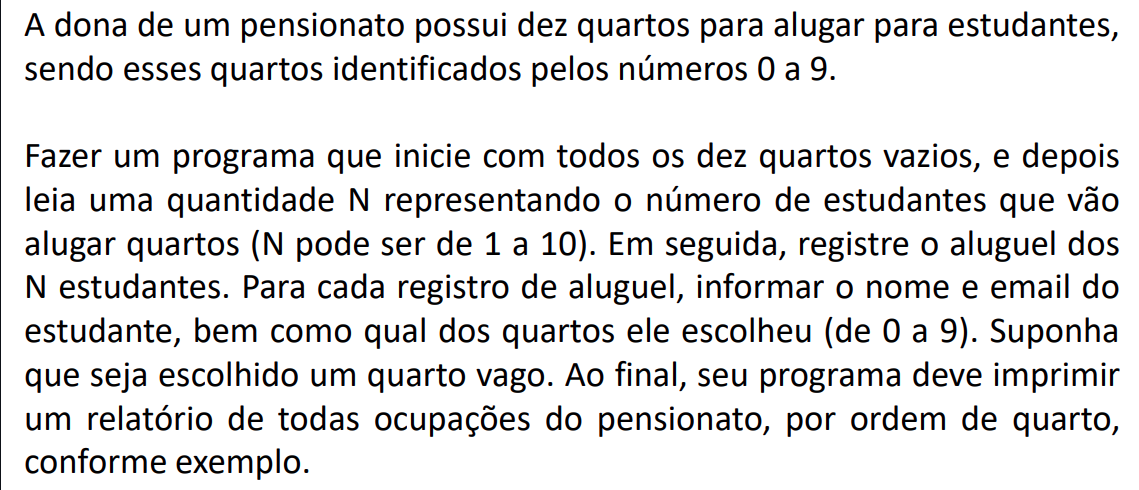 A dona de um pensionato possui dez quartos para alugar para estudantes,
sendo esses quartos identificados pelos números 0 a 9.
Fazer um programa que inicie com todos os dez quartos vazios, e depois
leia uma quantidade N representando o número de estudantes que vão
alugar quartos (N pode ser de 1 a 10). Em seguida, registre o aluguel dos
N estudantes. Para cada registro de aluguel, informar o nome e email do
estudante, bem como qual dos quartos ele escolheu (de 0 a 9). Suponha
que seja escolhido um quarto vago. Ao final, seu programa deve imprimir
um relatório de todas ocupações do pensionato, por ordem de quarto,
conforme exemplo.